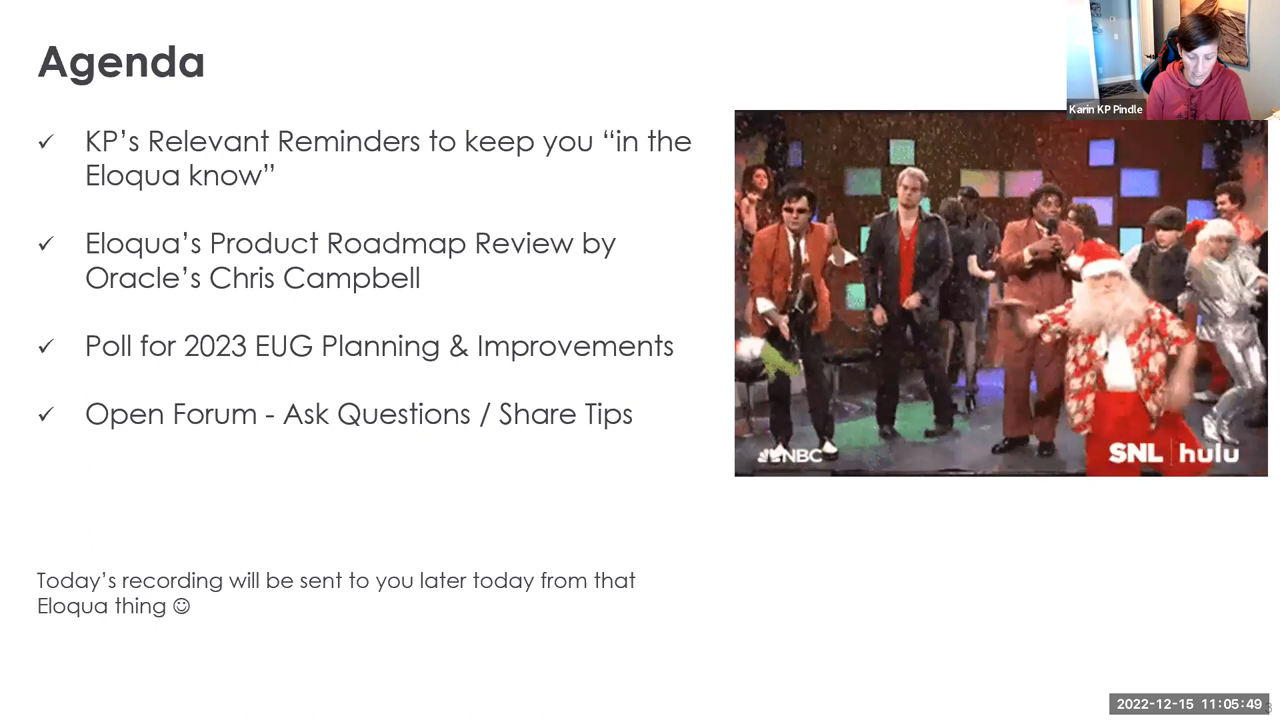 Agenda
✓ KP’s Relevant Reminders to keep you “in the
Eloqua know”
✓ Eloqua’s Product Roadmap Review by
Oracle’s Chris Campbell
✓ Poll for 2023 EUG Planning & Improvements
✓ Open Forum - Ask Questions / Share Tips
Today’s recording will be sent to you later today from that
Eloqua thing ☺
Karin KP Pindle
NBC
SNL | hulu
2022-12-15 11:05:49